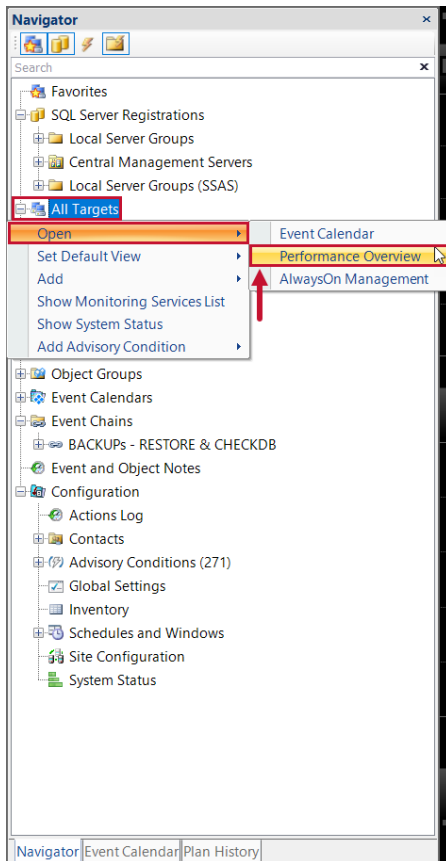 Navigator
Search
Favorites
SQL Server Registrations
Local Server Groups
Central Management Servers
Local Server Groups (SSAS)
All Targets
Open
Event Calendar
Set Default View
Performance Overview
Add
AlwaysOn Management
Show Monitoring Services List
Show System Status
Add Advisory Condition
Object Groups
Event Calendars
Event Chains
BACKUPs - RESTORE & CHECKDB
Event and Object Notes
Configuration
Actions Log
Contacts
Advisory Conditions (271)
Global Settings
Inventory
Schedules and Windows
Site Configuration
System Status
Navigator Event Calendar Plan History